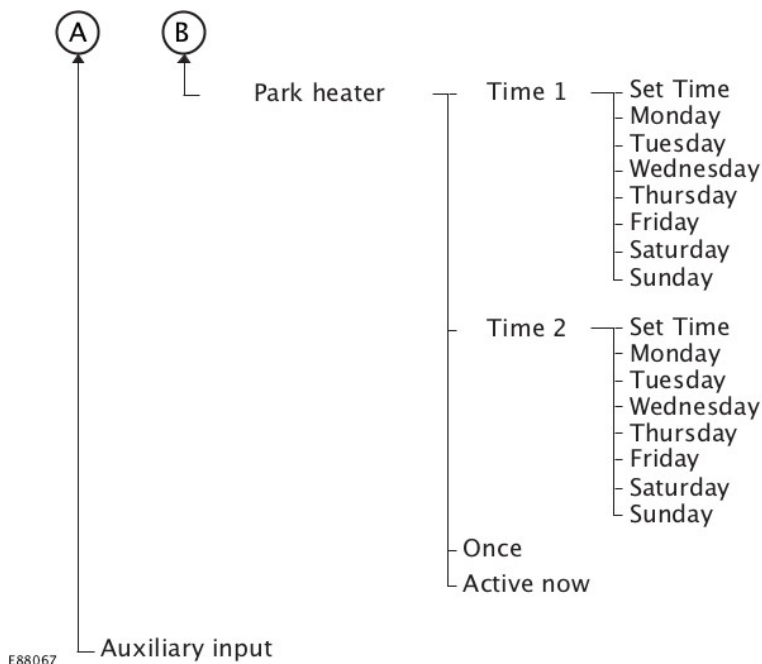 A B
Park heater Time 1 Set Time
Monday
Tuesday
Wednesday
Thursday
Friday
Saturday
Sunday
Time 2 Set Time
Monday
Tuesday
Wednesday
Thursday
Friday
Saturday
Sunday
Once
Active now
Auxiliary input
E88067